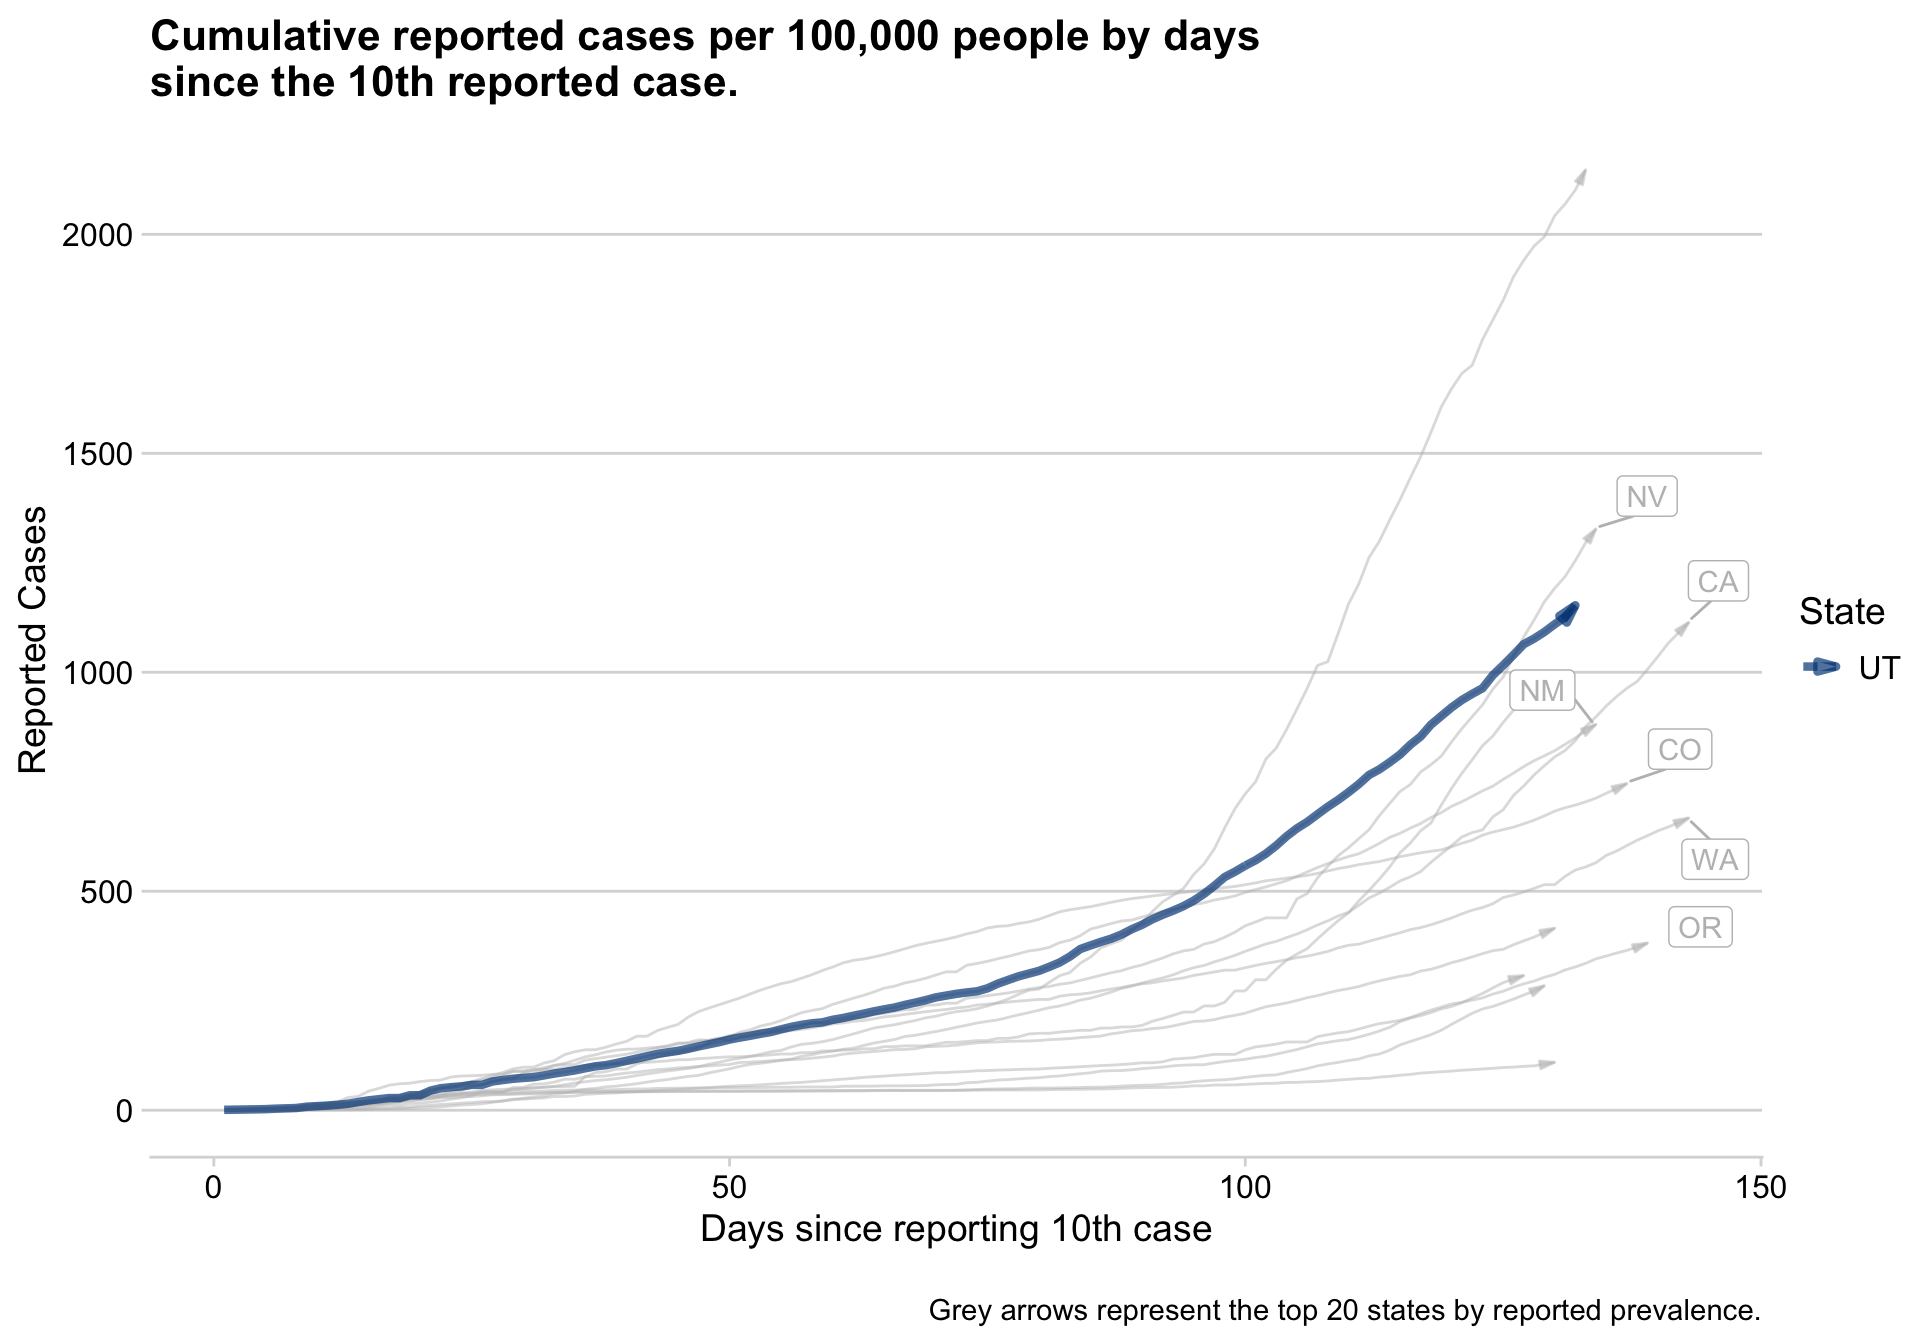 Cumulative reported cases per 100,000 people by days
since the 10th reported case.
2000
1500
1000
500
0
Reported Cases
NV
CA
NM
CO
WA
OR
State
UT
0
50
100
150
Days since reporting 10th case
Grey arrows represent the top 20 states by reported prevalence.